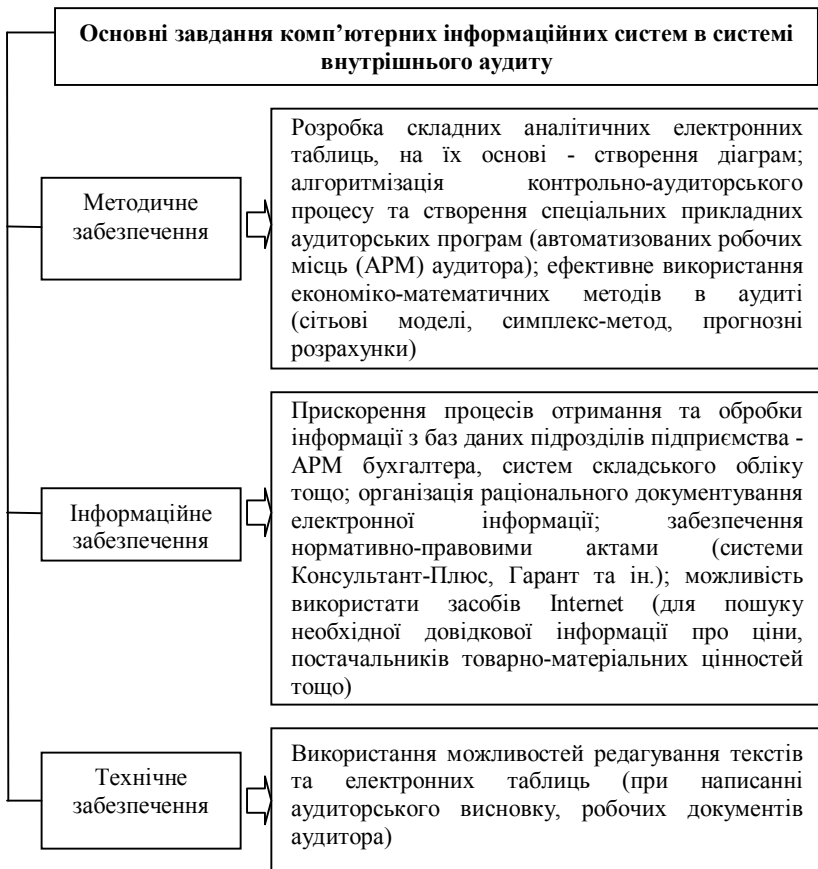 Основні завдання комп’ютерних інформаційних систем в системі
внутрішнього аудиту
Методичне
забезпечення
Розробка складних аналітичних електронних
таблиць, на їх основі - створення діаграм;
алгоритмізація контрольно-аудиторського
процесу та створення спеціальних прикладних
аудиторських програм (автоматизованих робочих
місць (АРМ) аудитора); ефективне використання
економіко-математичних методів в аудиті
(сітьові моделі, симплекс-метод, прогнозні
розрахунки)
Інформаційне
забезпечення
Прискорення процесів отримання та обробки
інформації з баз даних підрозділів підприємства -
АРМ бухгалтера, систем складського обліку
тощо; організація раціонального документування
електронної інформації; забезпечення
нормативно-правовими актами (системи
Консультант-Плюс, Гарант та ін.); можливість
використати засобів Internet (для пошуку
необхідної довідкової інформації про ціни,
постачальників товарно-матеріальних цінностей
тощо)
Технічне
забезпечення
Використання можливостей редагування текстів
та електронних таблиць (при написанні
аудиторського висновку, робочих документів
аудитора)